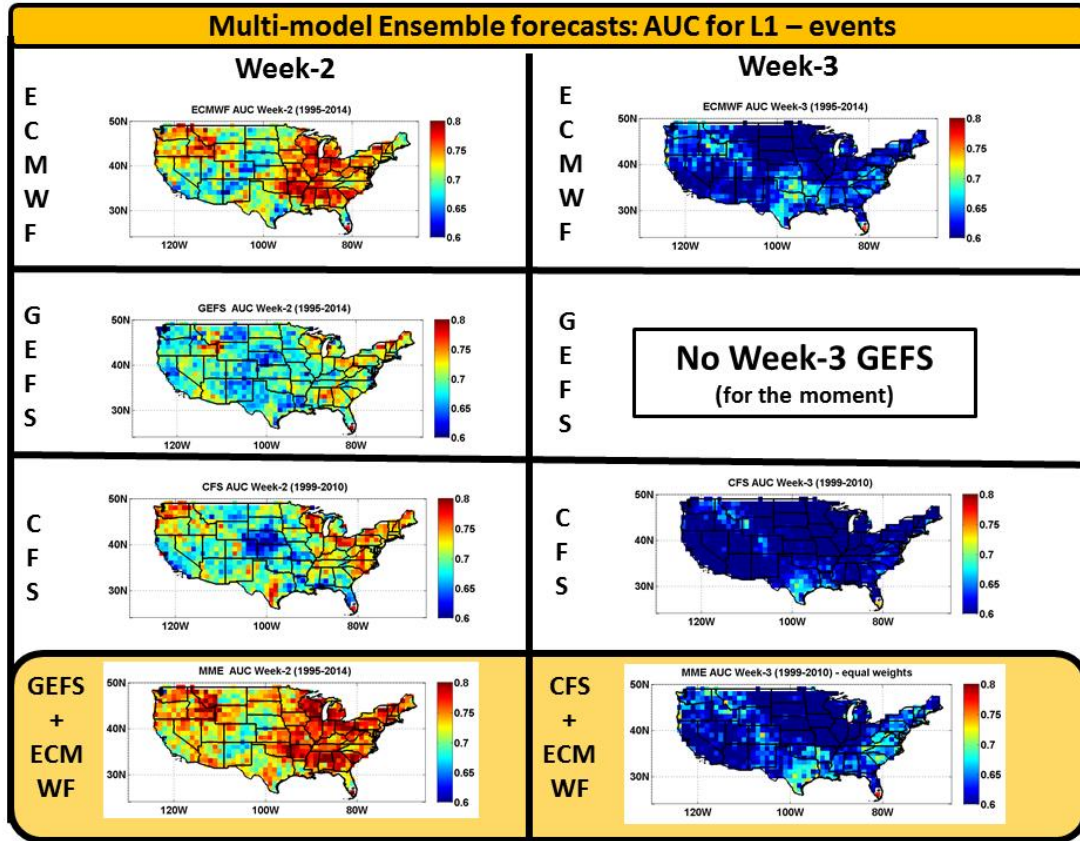 Multi-model Ensemble forecasts: AUC for L1 – events
Week-2
Week-3
E
C
M
W
F
ECMWF AUC Week-2 (1995-2014)
50N
40N
30N
120W
100W
80W
0.8
0.75
0.7
0.65
0.6
E
C
M
W
F
ECMWF AUC Week-3 (1995-2014)
50N
40N
30N
120W
100W
80W
0.8
0.75
0.7
0.65
0.6
G
E
F
S
GEFS AUC Week-2 (1995-2014)
50N
40N
30N
120W
100W
80W
0.8
0.75
0.7
0.65
0.6
G
E
F
S
No Week-3 GEFS
(for the moment)
C
F
S
CFS AUC Week-2 (1999-2010)
50N
40N
30N
120W
100W
80W
0.8
0.75
0.7
0.65
0.6
C
F
S
CFS AUC Week-3 (1999-2010)
50N
40N
30N
120W
100W
80W
0.8
0.75
0.7
0.65
0.6
GEFS
+
ECM
WF
MME AUC Week-2 (1995-2014)
50N
40N
30N
120W
100W
80W
0.8
0.75
0.7
0.65
0.6
CFS
+
ECM
WF
MME AUC Week-3 (1999-2010) - equal weights
50N
40N
30N
120W
100W
80W
0.8
0.75
0.7
0.65
0.6